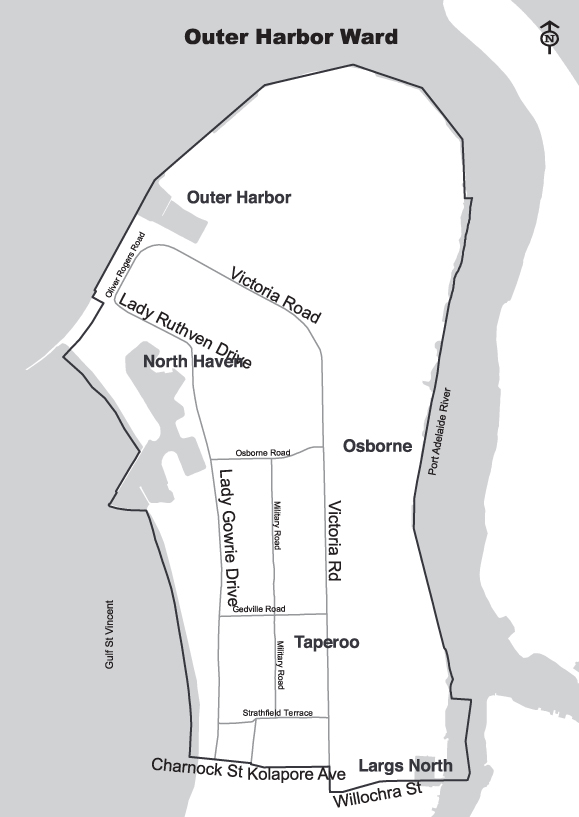 Outer Harbor Ward
N
Outer Harbor
Oliver Rogers Road
Victoria Road
Lady Ruthven Drive
North Haven
Port Adelaide River
Osborne
Osborne Road
Lady Gowrie Drive
Military Road
Victoria Rd
Gulf St Vincent
Gedville Road
Taperoo
Military Road
Strathfield Terrace
Charnock St
Kolapore Ave
Largs North
Willochra St